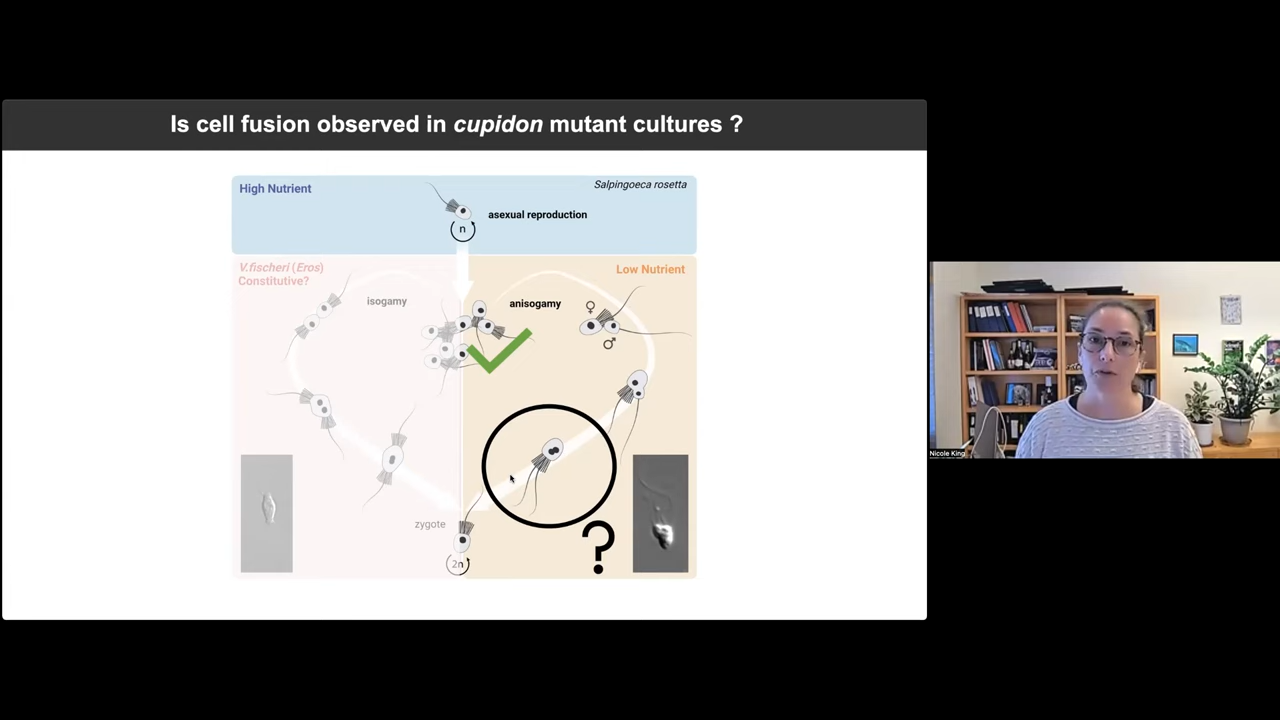 Is cell fusion observed in cupidon mutant cultures ?
High Nutrient
Salpingoeca rosetta
asexual reproduction
n
V.fischeri (Eros)
Constitutive?
Low Nutrient
isogamy
anisogamy
♀
♂
zygote
2n
?
Nicole King